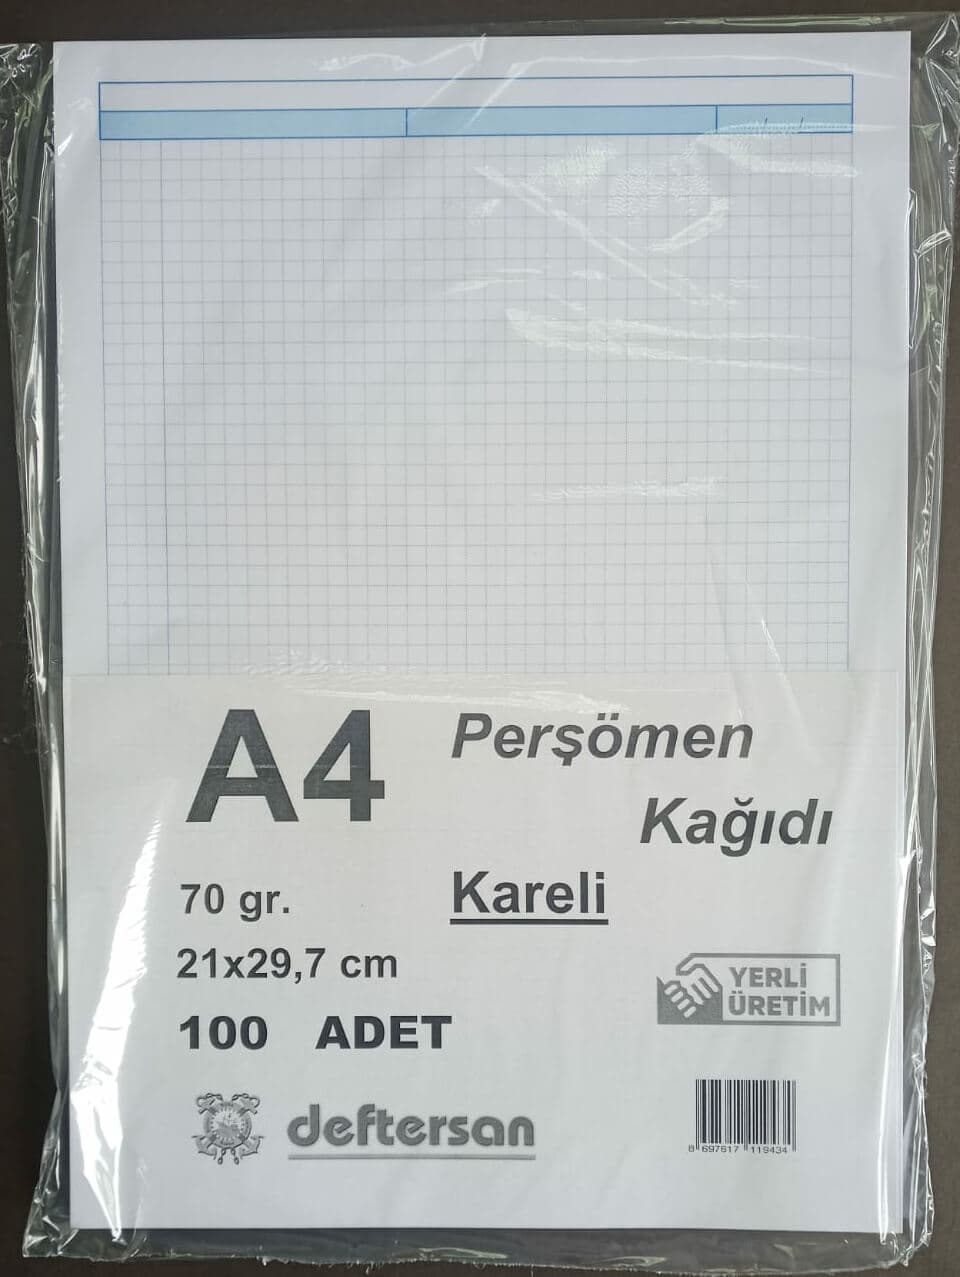 A4 Perşömen
Kağıdı
70 gr. Kareli
21x29,7 cm
YERLİ
ÜRETİM
100 ADET
deftersan
8 697617 119434